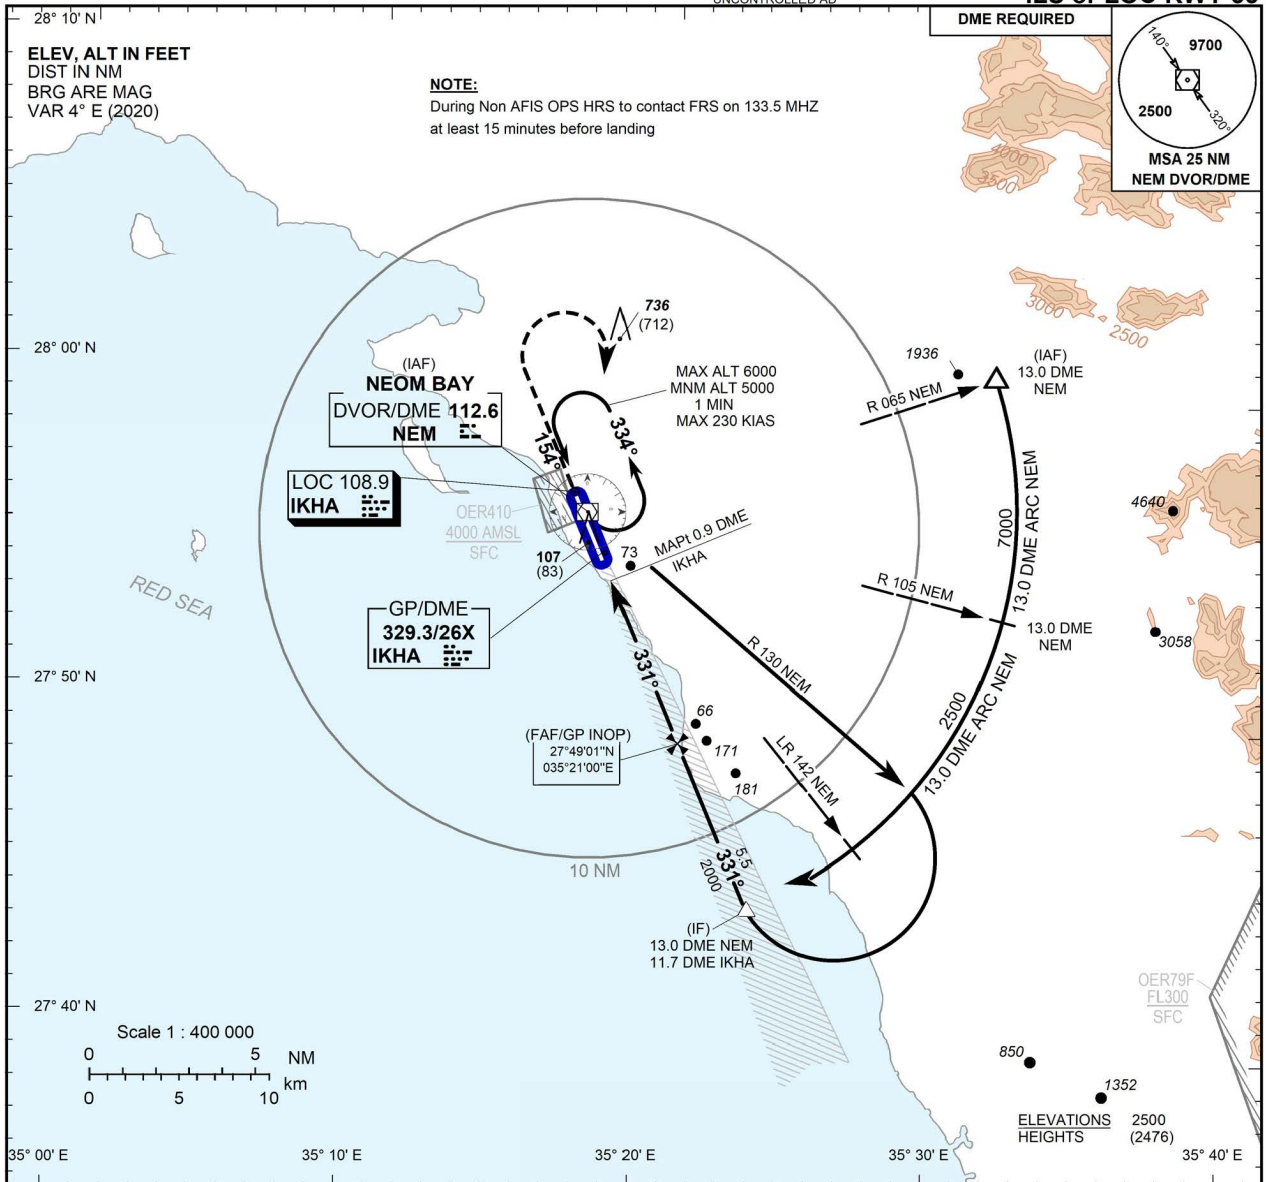 UNCONTROLLED AD
28° 10' N
DME REQUIRED
ELEV, ALT IN FEET
DIST IN NM
BRG ARE MAG
VAR 4° E (2020)
NOTE:
During Non AFIS OPS HRS to contact FRS on 133.5 MHZ
at least 15 minutes before landing
140°
9700
2500
320°
MSA 25 NM
NEM DVOR/DME
4000
3500
3000
2500
736
(712)
28° 00' N
(IAF)
NEOM BAY
DVOR/DME 112.6
NEM
MAX ALT 6000
MNM ALT 5000
1 MIN
MAX 230 KIAS
1936
(IAF)
13.0 DME
NEM
R 065 NEM
334°
154°
LOC 108.9
IKHA
OER410
4000 AMSL
SFC
4640
7000
13.0 DME ARC NEM
107
(83)
73
MAPt 0.9 DME
IKHA
R 105 NEM
13.0 DME
NEM
3058
RED SEA
GP/DME
329.3/26X
IKHA
331°
R 130 NEM
27° 50' N
2500
13.0 DME ARC NEM
66
171
181
(FAF/GP INOP)
27°49'01"N
035°21'00"E
LR 142 NEM
10 NM
331°
5.5
2000
(IF)
13.0 DME NEM
11.7 DME IKHA
OER79F
FL300
SFC
27° 40' N
Scale 1 : 400 000
0 5 NM
km
0 5 10
850
1352
ELEVATIONS 2500
HEIGHTS (2476)
35° 00' E
35° 10' E
35° 20' E
35° 30' E
35° 40' E